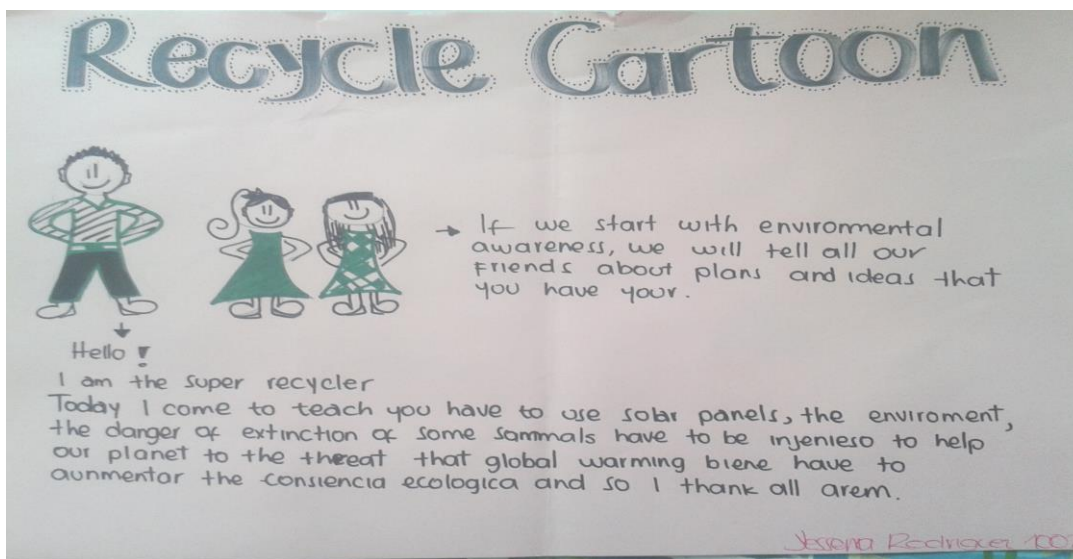 Recycle Cartoon
→ If we start with enviromental
awareness, we will tell all our
friends about plans and ideas that
you have your.
Hello !
I am the super recycler
Today I come to teach you have to use solar panels, the enviroment,
the danger of extinction of some sammals have to be injenieso to help
our planet to the threat that global warming biene have to
aunmentar the consiencia ecologica and so I thank all arem.
Rodriguez